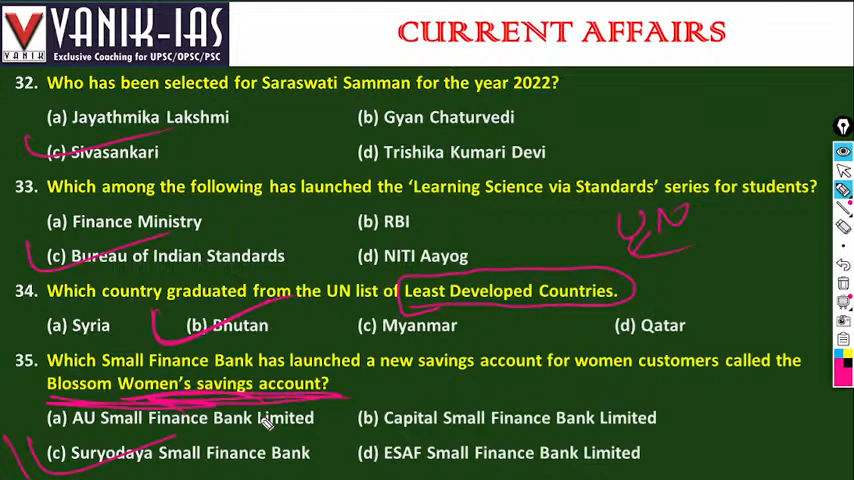 VANIK-IAS
VANIK
Exclusive Coaching for UPSC/OPSC/PSC
CURRENT AFFAIRS
32. Who has been selected for Saraswati Samman for the year 2022?
(a) Jayathmika Lakshmi (b) Gyan Chaturvedi
(c) Sivasankari (d) Trishika Kumari Devi
33. Which among the following has launched the ‘Learning Science via Standards’ series for students?
(a) Finance Ministry (b) RBI
UN
(c) Bureau of Indian Standards (d) NITI Aayog
34. Which country graduated from the UN list of Least Developed Countries.
(a) Syria (b) Bhutan (c) Myanmar (d) Qatar
35. Which Small Finance Bank has launched a new savings account for women customers called the
Blossom Women’s savings account?
(a) AU Small Finance Bank Limited (b) Capital Small Finance Bank Limited
(c) Suryodaya Small Finance Bank (d) ESAF Small Finance Bank Limited